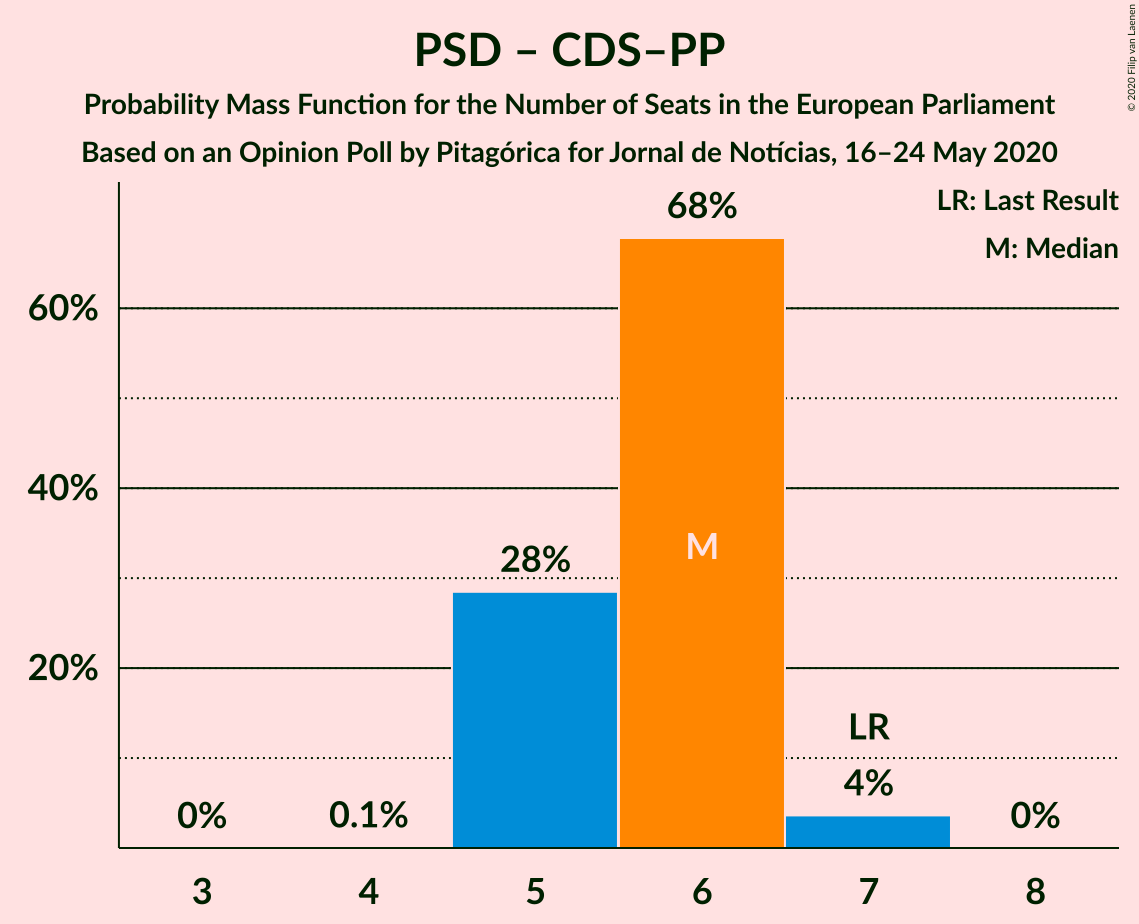 PSD – CDS–PP
Probability Mass Function for the Number of Seats in the European Parliament
Based on an Opinion Poll by Pitagórica for Jornal de Notícias, 16–24 May 2020
© 2020 Filip van Laenen
LR: Last Result
M: Median
68%
60%
40%
M
28%
20%
LR
4%
0%
0.1%
0%
3
4
5
6
7
8